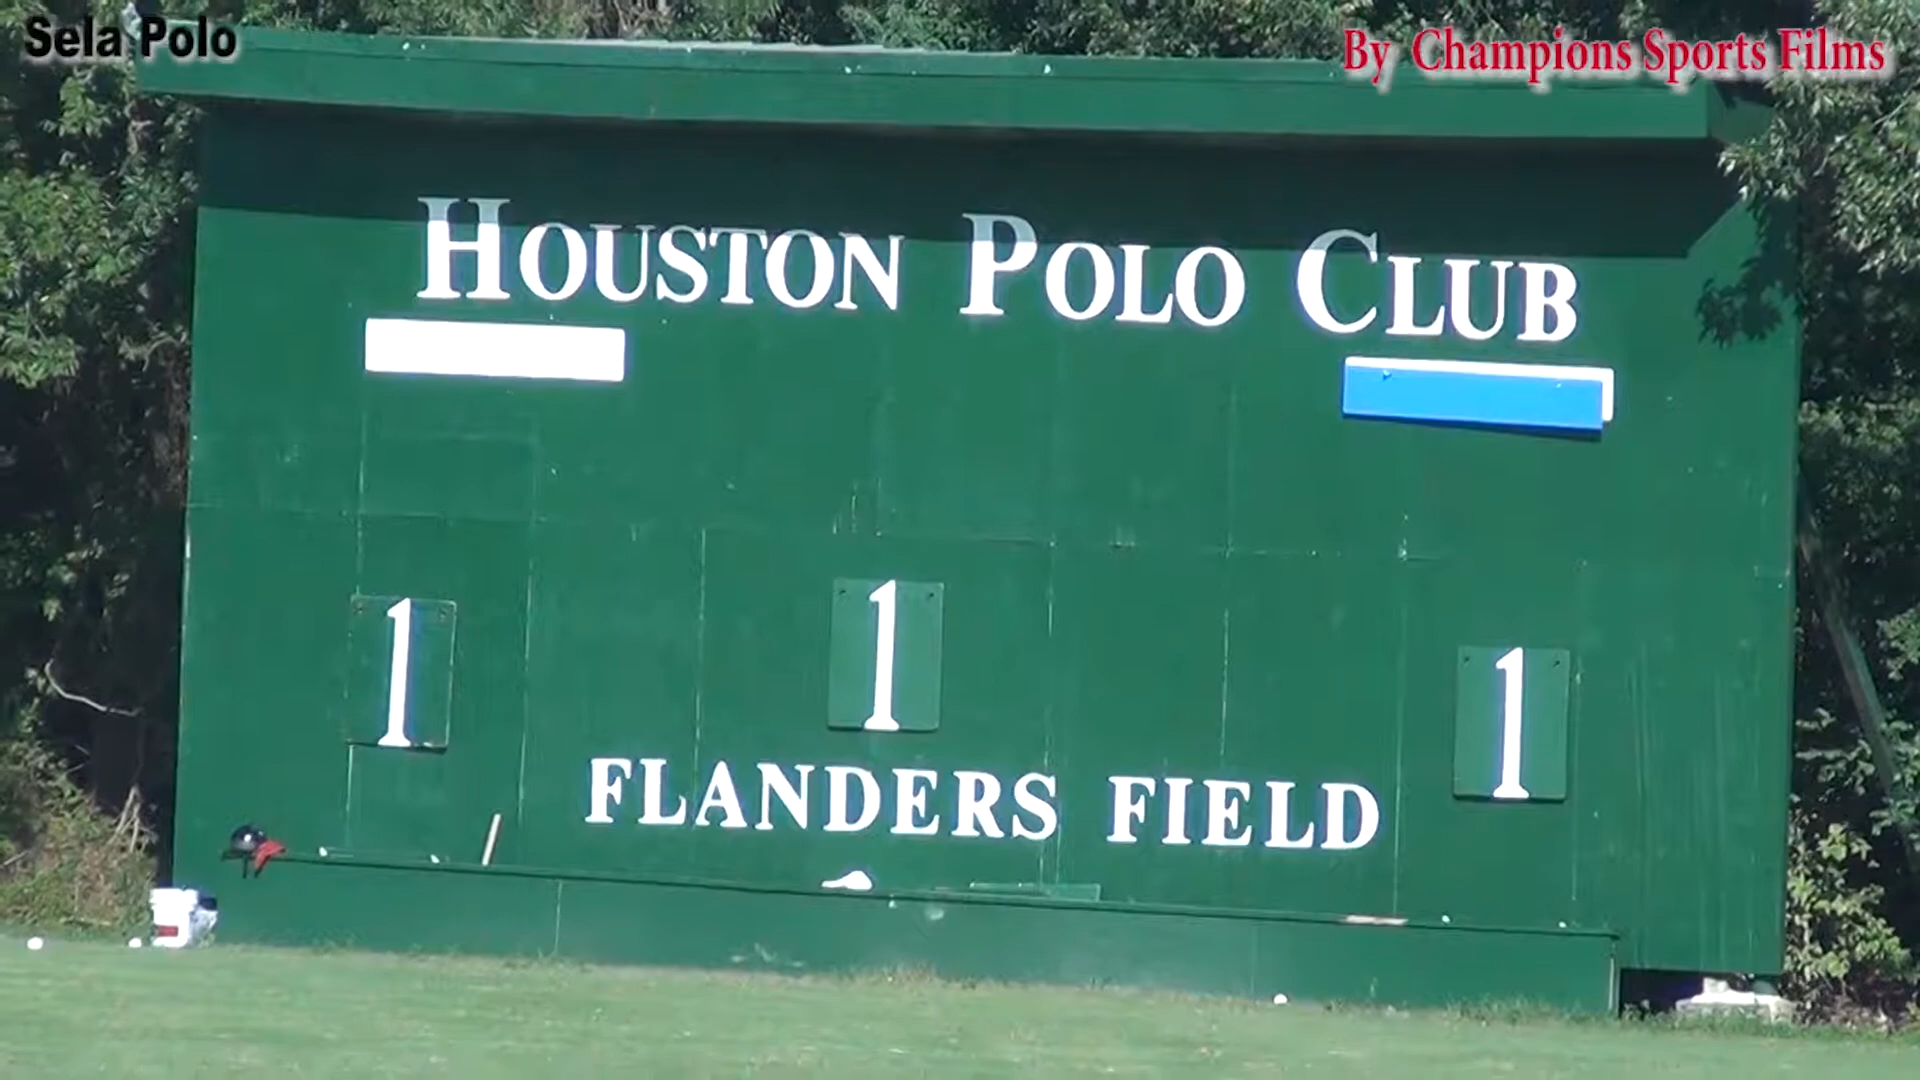 Sela Polo
By Champions Sports Films
HOUSTON POLO CLUB
1 1 1
FLANDERS FIELD